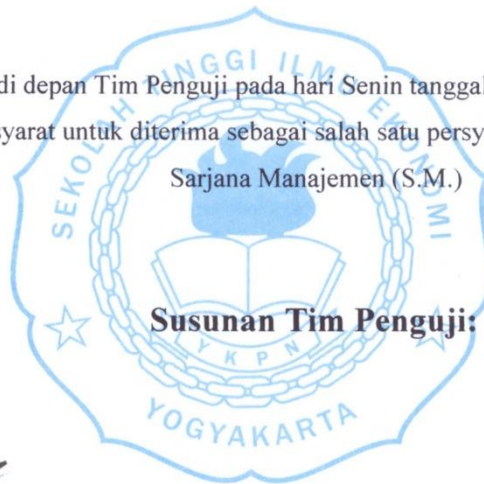 di depan Tim Penguji pada hari Senin tanggal
syarat untuk diterima sebagai salah satu persy
Sarjana Manajemen (S.M.)
Susunan Tim Penguji:
SEKOLAH TINGGI ILMU EKONOMI
YKPN
YOGYAKARTA